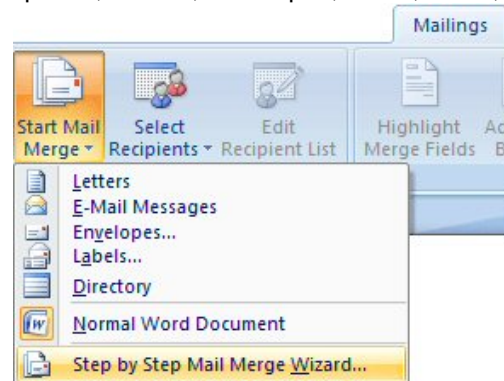 Mailings
Start Mail Merge
Select Recipients
Edit Recipient List
Highlight Merge Fields
Letters
E-Mail Messages
Envelopes...
Labels...
Directory
Normal Word Document
Step by Step Mail Merge Wizard...